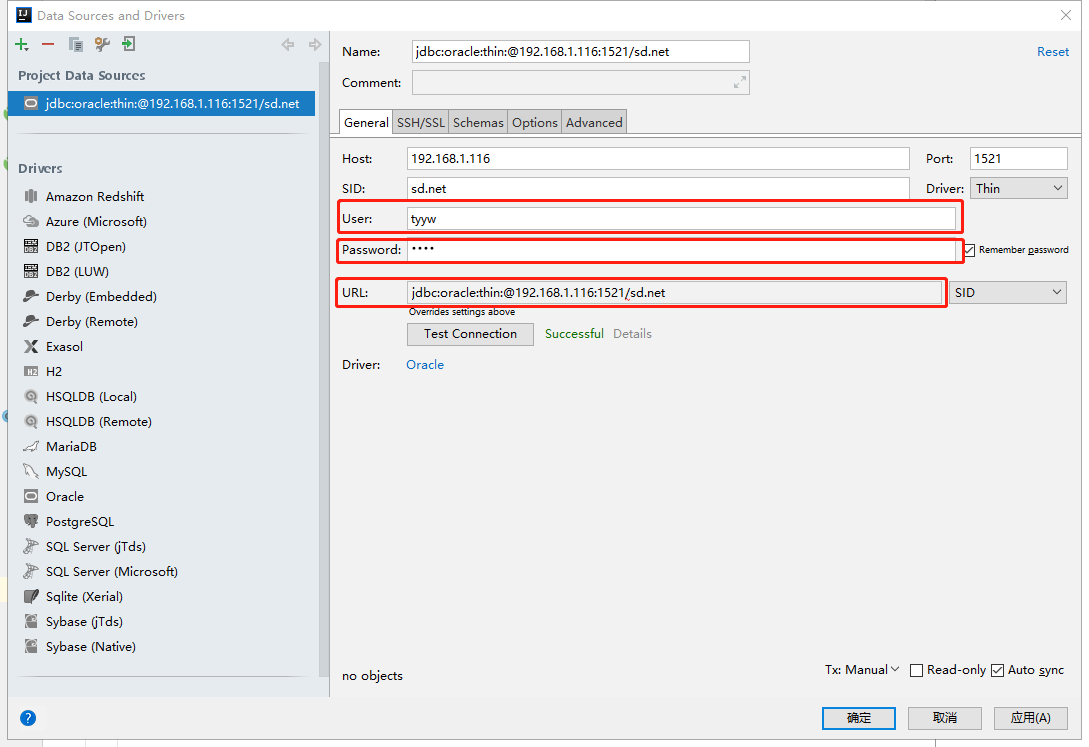 Data Sources and Drivers
Project Data Sources
jdbc:oracle:thin:@192.168.1.116:1521/sd.net
Drivers
Amazon Redshift
Azure (Microsoft)
DB2 (JTOpen)
DB2 (LUW)
Derby (Embedded)
Derby (Remote)
Exasol
H2
HSQLDB (Local)
HSQLDB (Remote)
MariaDB
MySQL
Oracle
PostgreSQL
SQL Server (jTds)
SQL Server (Microsoft)
Sqlite (Xerial)
Sybase (jTds)
Sybase (Native)
Name: jdbc:oracle:thin:@192.168.1.116:1521/sd.net Reset
Comment:
General SSH/SSL Schemas Options Advanced
Host: 192.168.1.116 Port: 1521
SID: sd.net Driver: Thin
User: tyyw
Password: •••• Remember password
URL: jdbc:oracle:thin:@192.168.1.116:1521/sd.net SID
Overrides settings above
Test Connection Successful Details
Driver: Oracle
no objects Tx: Manual Read-only Auto sync
? 确定 取消 应用(A)